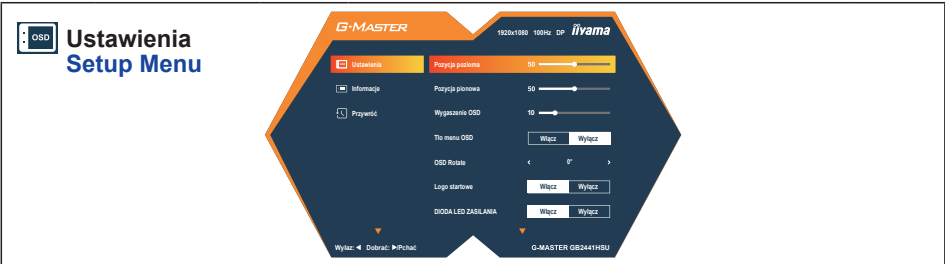 OSD Ustawienia
Setup Menu
G-MASTER 1920x1080 100Hz DP iiyama
Ustawienia Pozycja pozioma 50
Informacje Pozycja pionowa 50
Przywróć Wygaszenie OSD 10
Tło menu OSD Włącz Wyłącz
OSD Rotate ‹ 0° ›
Logo startowe Włącz Wyłącz
DIODA LED ZASILANIA Włącz Wyłącz
Wylaz: ◀ Dobrać: ▶/Pchać G-MASTER GB2441HSU